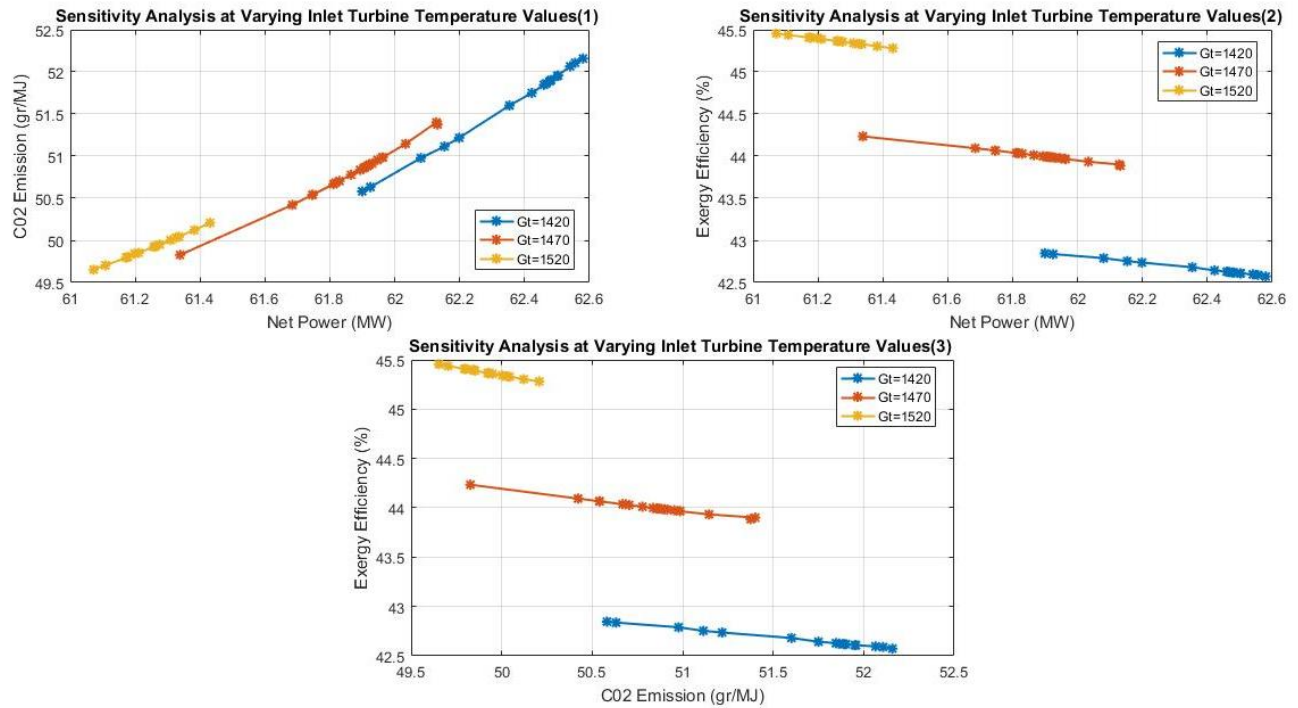 Sensitivity Analysis at Varying Inlet Turbine Temperature Values(1)
C02 Emission (gr/MJ)
52.5
52
51.5
51
50.5
50
49.5
Gt=1420
Gt=1470
Gt=1520
61 61.2 61.4 61.6 61.8 62 62.2 62.4 62.6
Net Power (MW)
Sensitivity Analysis at Varying Inlet Turbine Temperature Values(2)
Exergy Efficiency (%)
45.5
45
44.5
44
43.5
43
42.5
Gt=1420
Gt=1470
Gt=1520
61 61.2 61.4 61.6 61.8 62 62.2 62.4 62.6
Net Power (MW)
Sensitivity Analysis at Varying Inlet Turbine Temperature Values(3)
Exergy Efficiency (%)
45.5
45
44.5
44
43.5
43
42.5
Gt=1420
Gt=1470
Gt=1520
49.5 50 50.5 51 51.5 52 52.5
C02 Emission (gr/MJ)